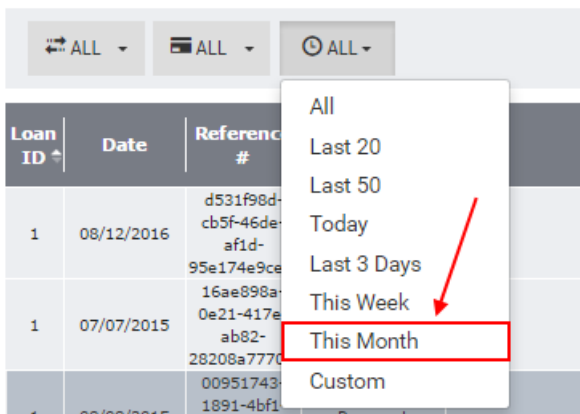 ALL
ALL
ALL
All
Last 20
Last 50
Today
Last 3 Days
This Week
This Month
Custom
Loan ID
Date
Reference
#
1
08/12/2016
d531f98d-
cb5f-46de-
af1d-
95e174e9ce
1
07/07/2015
16ae898a-
0e21-417e
ab82-
28208a7770
00951743-
1891-4bf1